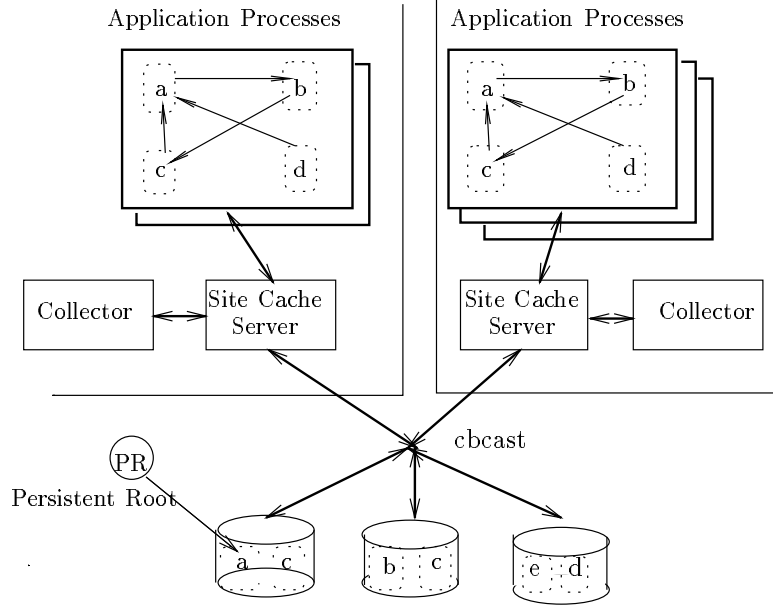 Application Processes
Application Processes
a
b
c
d
a
b
c
d
Collector
Site Cache
Server
Site Cache
Server
Collector
cbcast
PR
Persistent Root
a
c
b
c
e
d